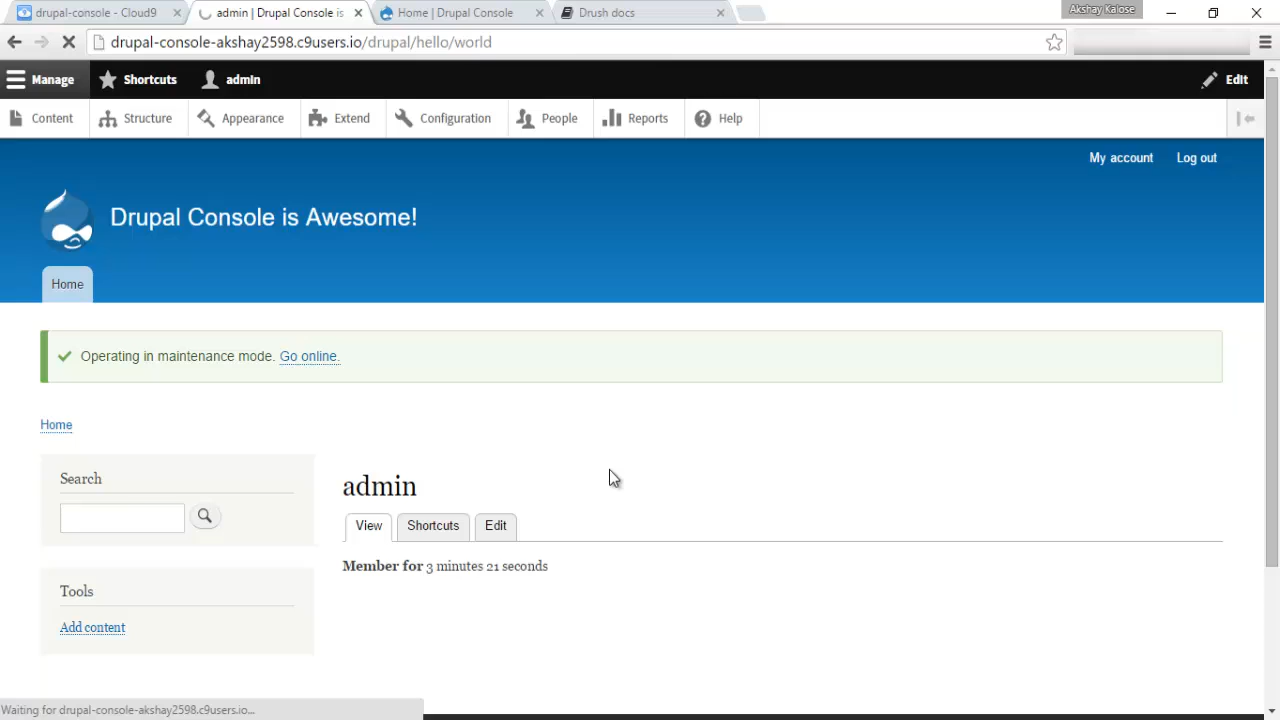 drupal-console - Cloud9
admin | Drupal Console is
Home | Drupal Console
Drush docs
Akshay Kalose
drupal-console-akshay2598.c9users.io/drupal/hello/world
Manage
Shortcuts
admin
Edit
Content
Structure
Appearance
Extend
Configuration
People
Reports
Help
My account
Log out
Drupal Console is Awesome!
Home
Operating in maintenance mode. Go online.
Home
Search
admin
View
Shortcuts
Edit
Member for 3 minutes 21 seconds
Tools
Add content
Waiting for drupal-console-akshay2598.c9users.io...